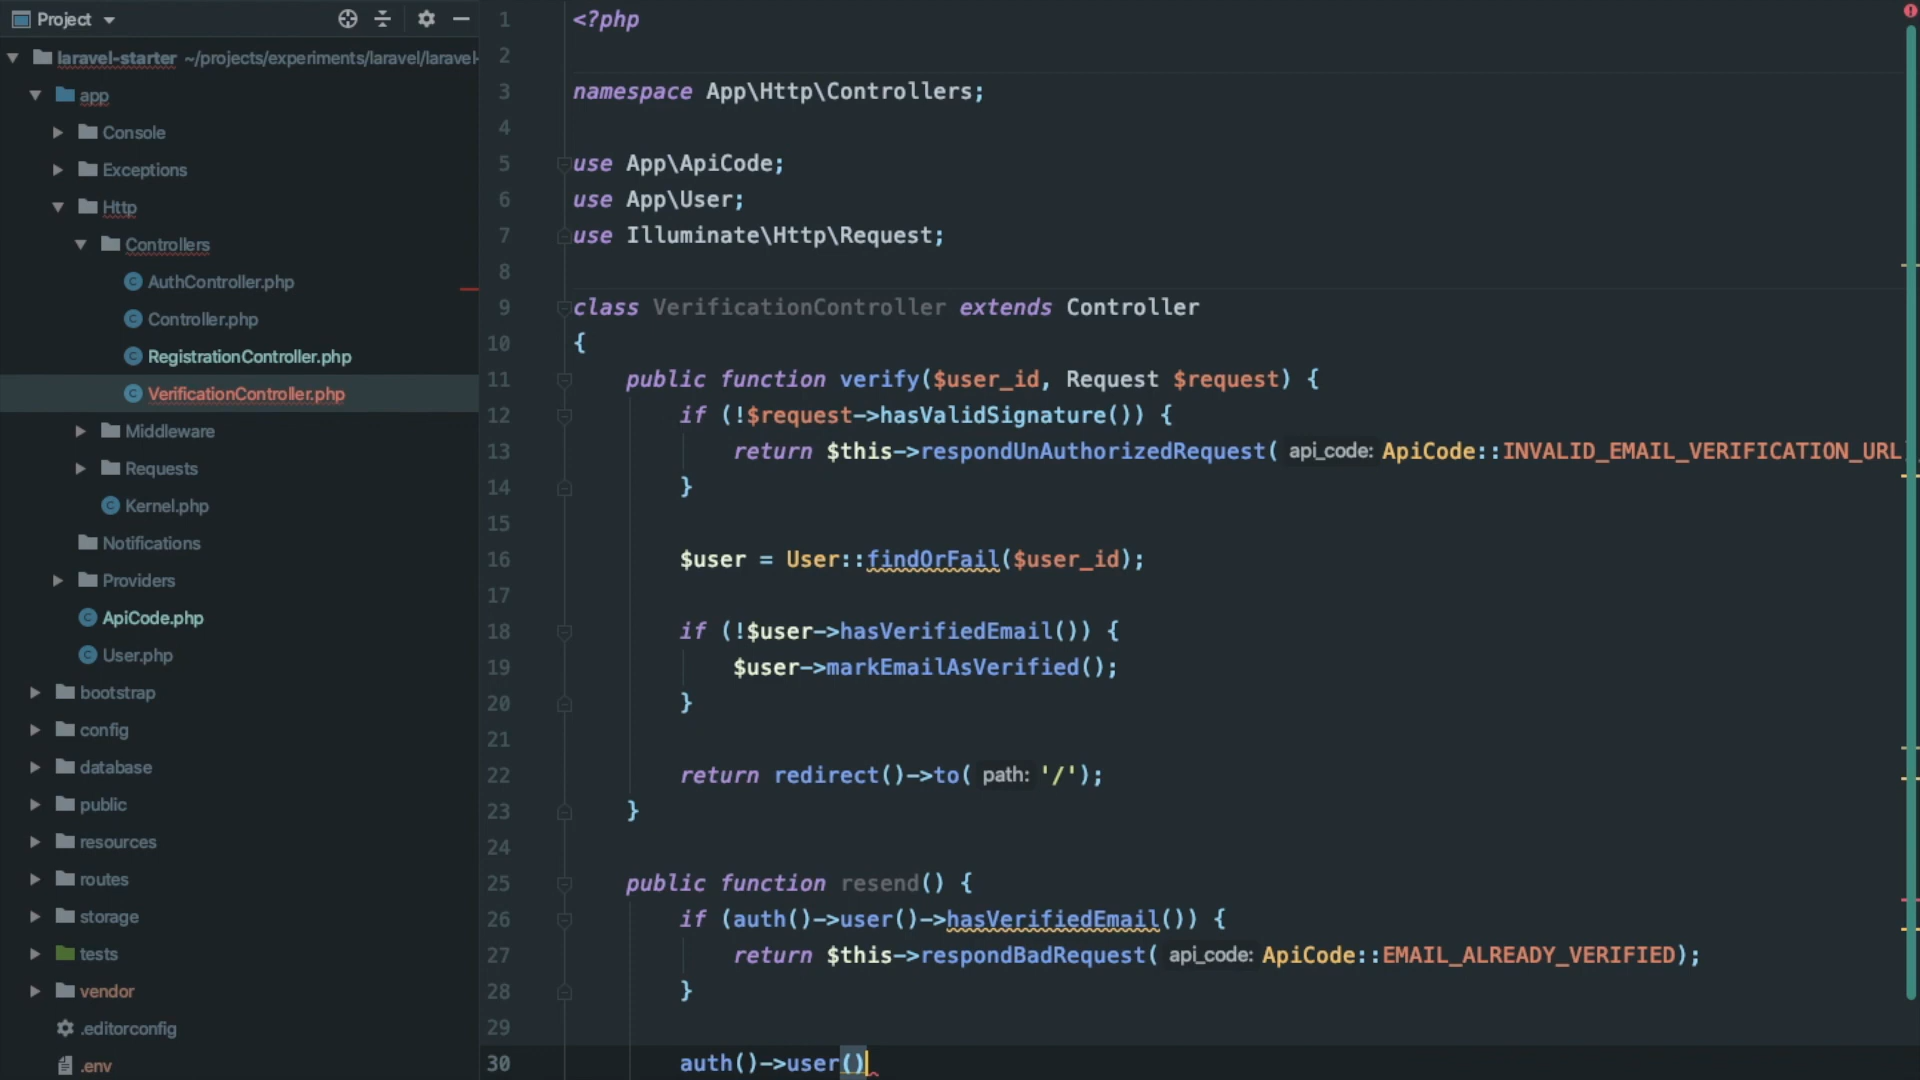 Project
laravel-starter ~/projects/experiments/laravel/laravel-
app
Console
Exceptions
Http
Controllers
AuthController.php
Controller.php
RegistrationController.php
VerificationController.php
Middleware
Requests
Kernel.php
Notifications
Providers
ApiCode.php
User.php
bootstrap
config
database
public
resources
routes
storage
tests
vendor
.editorconfig
.env
1 <?php
2
3 namespace App\Http\Controllers;
4
5 use App\ApiCode;
6 use App\User;
7 use Illuminate\Http\Request;
8
9 class VerificationController extends Controller
10 {
11 public function verify($user_id, Request $request) {
12 if (!$request->hasValidSignature()) {
13 return $this->respondUnAuthorizedRequest( api_code: ApiCode::INVALID_EMAIL_VERIFICATION_URL
14 }
15
16 $user = User::findOrFail($user_id);
17
18 if (!$user->hasVerifiedEmail()) {
19 $user->markEmailAsVerified();
20 }
21
22 return redirect()->to( path: '/');
23 }
24
25 public function resend() {
26 if (auth()->user()->hasVerifiedEmail()) {
27 return $this->respondBadRequest( api_code: ApiCode::EMAIL_ALREADY_VERIFIED);
28 }
29
30 auth()->user()